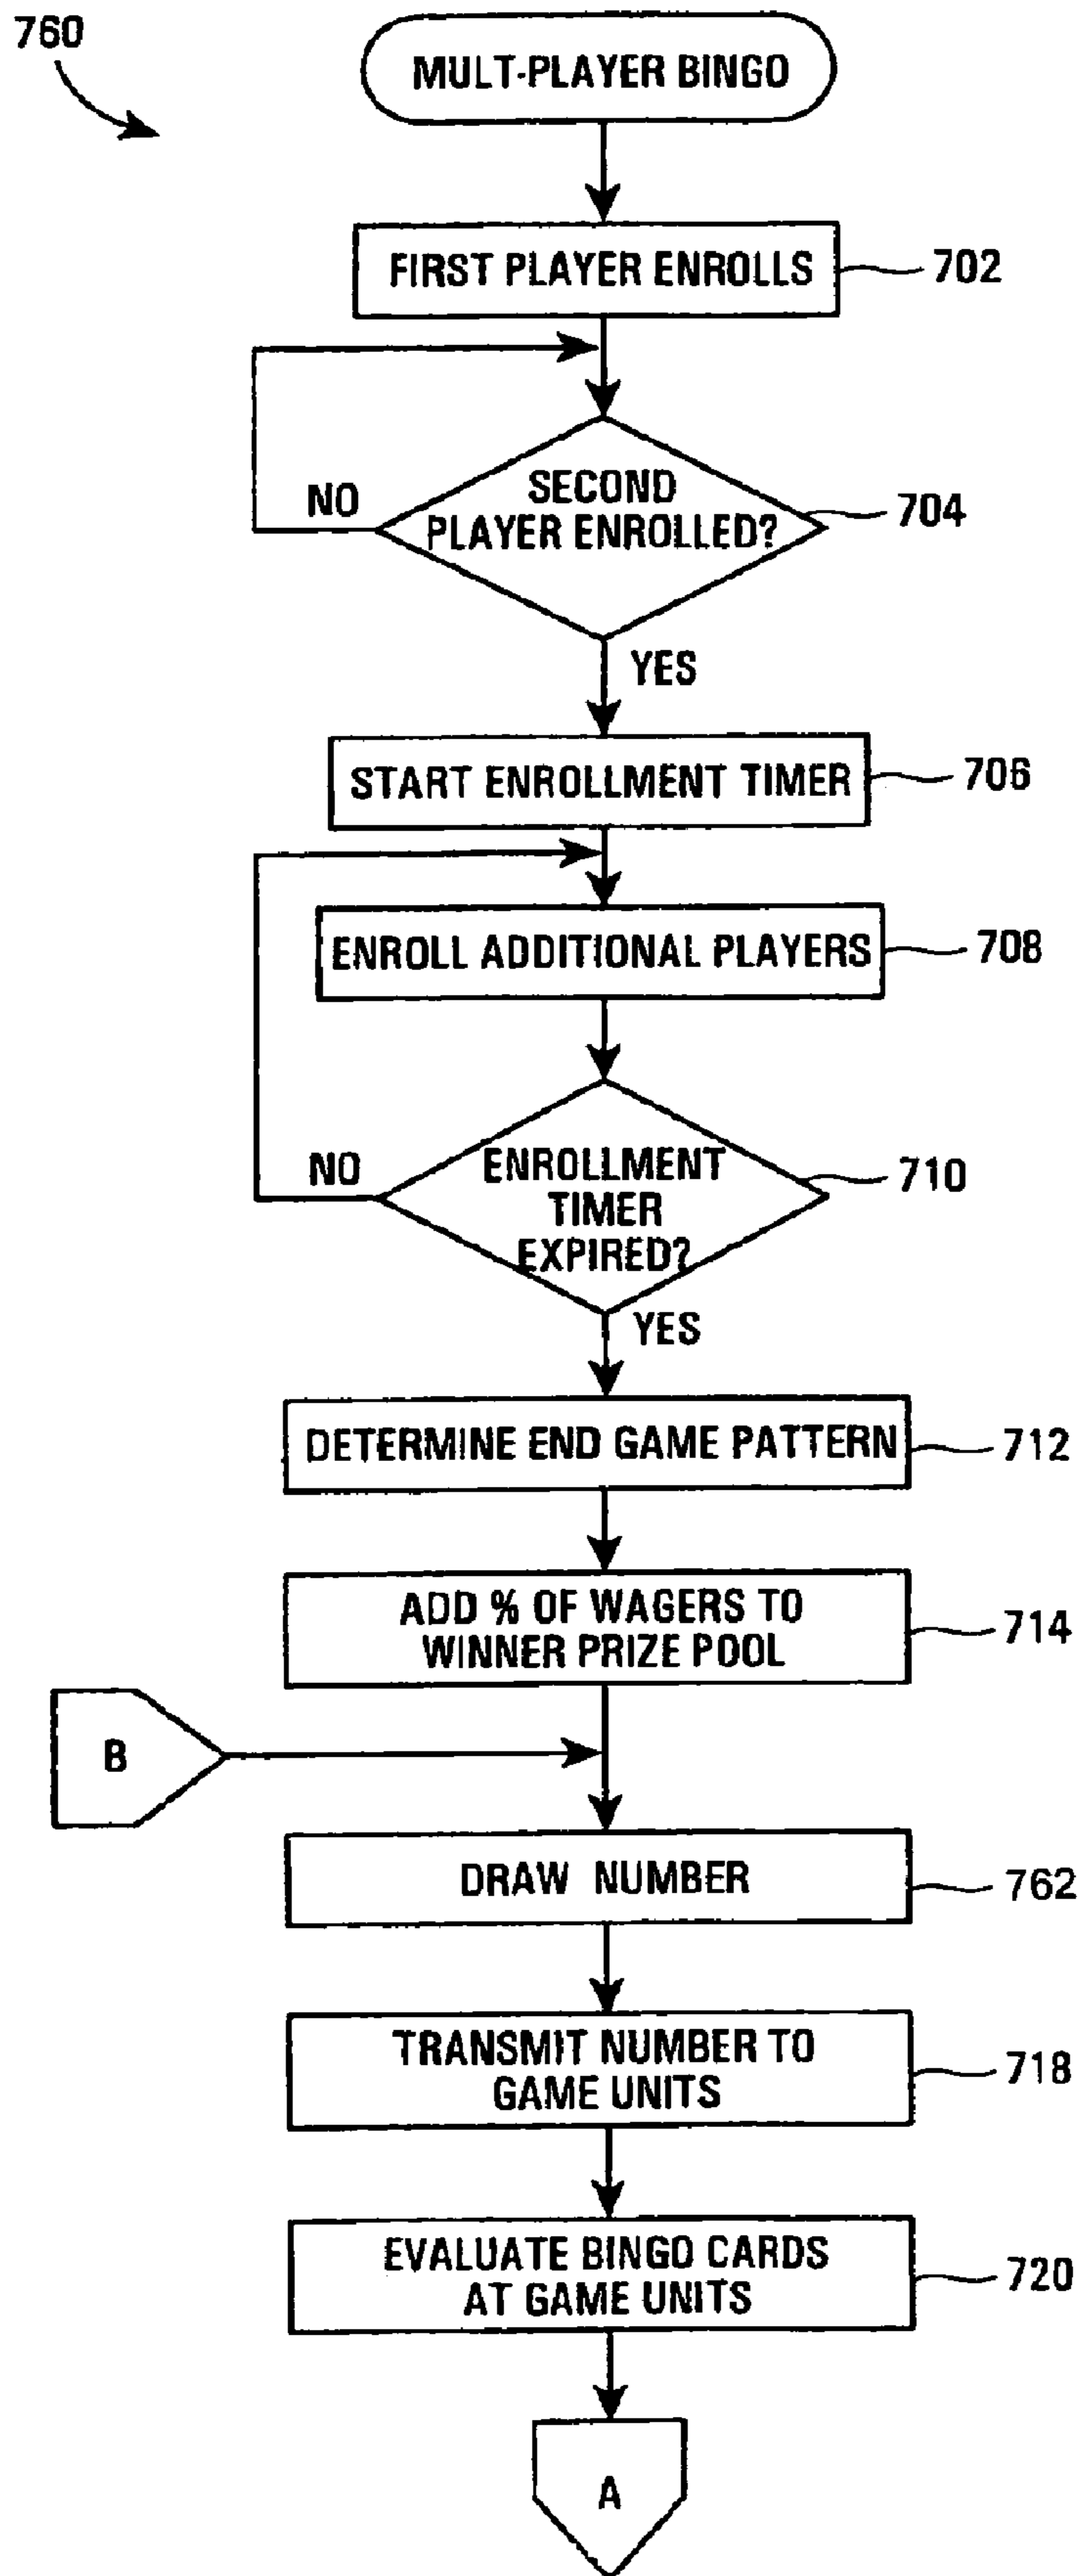 760
MULT-PLAYER BINGO
FIRST PLAYER ENROLLS
702
SECOND
PLAYER ENROLLED?
704
NO
YES
START ENROLLMENT TIMER
706
ENROLL ADDITIONAL PLAYERS
708
ENROLLMENT
TIMER
EXPIRED?
710
NO
YES
DETERMINE END GAME PATTERN
712
ADD % OF WAGERS TO
WINNER PRIZE POOL
714
B
DRAW NUMBER
762
TRANSMIT NUMBER TO
GAME UNITS
718
EVALUATE BINGO CARDS
AT GAME UNITS
720
A